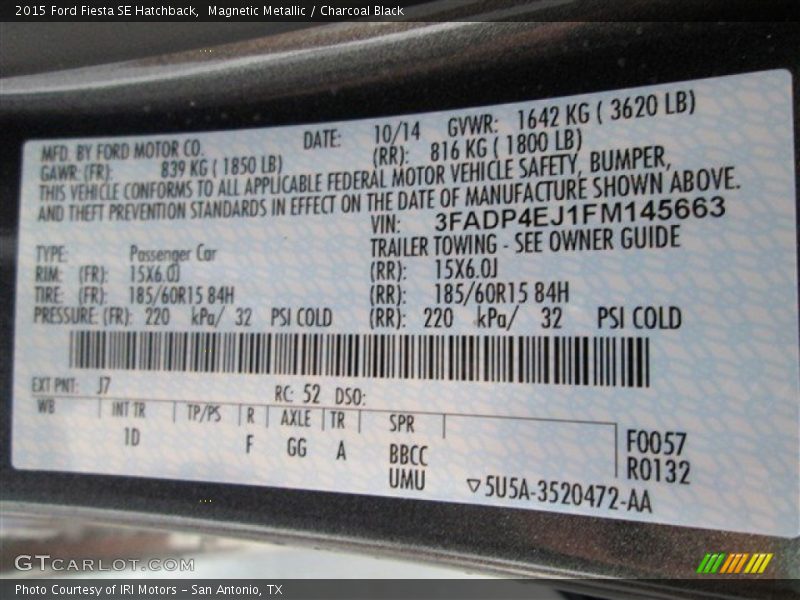 2015 Ford Fiesta SE Hatchback,  Magnetic Metallic / Charcoal Black
MFD. BY FORD MOTOR CO. DATE: 10/14 GVWR: 1642 KG ( 3620 LB)
GAWR (FR): 839 KG ( 1850 LB) (RR): 816 KG ( 1800 LB)
THIS VEHICLE CONFORMS TO ALL APPLICABLE FEDERAL MOTOR VEHICLE SAFETY, BUMPER,
AND THEFT PREVENTION STANDARDS IN EFFECT ON THE DATE OF MANUFACTURE SHOWN ABOVE.
VIN: 3FADP4EJ1FM145663
TRAILER TOWING - SEE OWNER GUIDE
TYPE: Passenger Car
RIM: (FR): 15X6.0J (RR): 15X6.0J
TIRE: (FR): 185/60R15 84H (RR): 185/60R15 84H
PRESSURE: (FR): 220 kPa/ 32 PSI COLD (RR): 220 kPa/ 32 PSI COLD
EXT PNT: J7 RC: 52 DSO:
WB INT TR TP/PS R AXLE TR SPR
1D F GG A BBCC
UMU
F0057
R0132
▽5U5A-3520472-AA
GTCARLOT.COM
Photo Courtesy of IRI Motors – San Antonio, TX